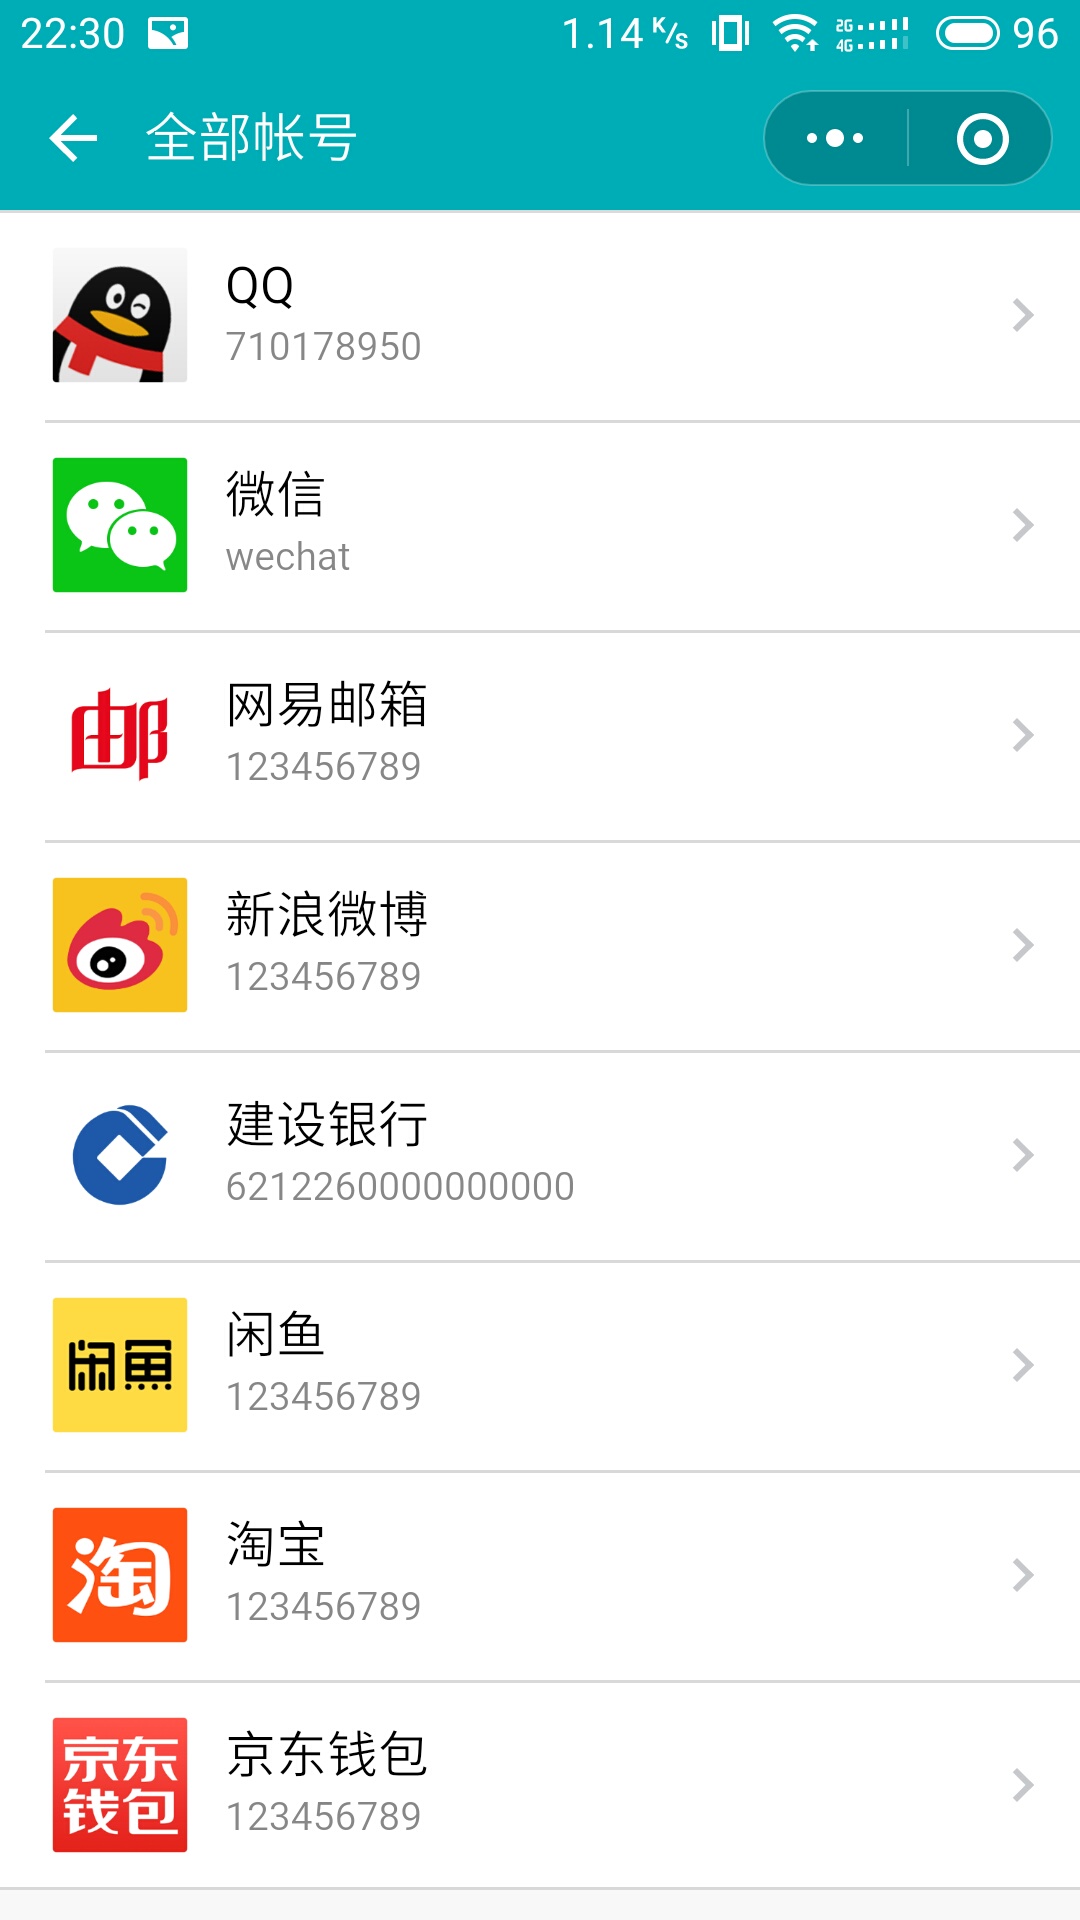 22:30 1.14 K/s 2G 4G 96
全部帐号
QQ
710178950
微信
wechat
邮
网易邮箱
123456789
新浪微博
123456789
建设银行
6212260000000000
闲鱼
闲鱼
123456789
淘
淘宝
123456789
京东
钱包
京东钱包
123456789